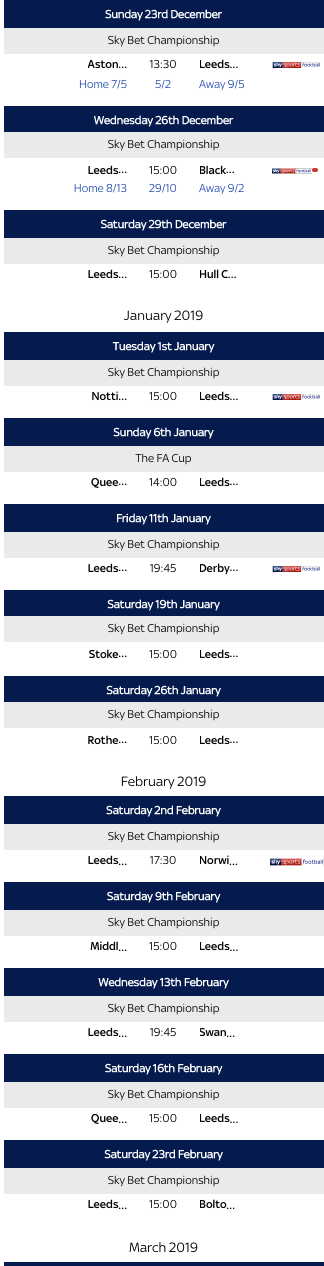 Sunday 23rd December
Sky Bet Championship
Aston... 13:30 Leeds... sky sports football
Home 7/5 5/2 Away 9/5
Wednesday 26th December
Sky Bet Championship
Leeds... 15:00 Black... sky sports football
Home 8/13 29/10 Away 9/2
Saturday 29th December
Sky Bet Championship
Leeds... 15:00 Hull C...
January 2019
Tuesday 1st January
Sky Bet Championship
Notti... 15:00 Leeds... sky sports football
Sunday 6th January
The FA Cup
Quee... 14:00 Leeds...
Friday 11th January
Sky Bet Championship
Leeds... 19:45 Derby... sky sports football
Saturday 19th January
Sky Bet Championship
Stoke... 15:00 Leeds...
Saturday 26th January
Sky Bet Championship
Rothe... 15:00 Leeds...
February 2019
Saturday 2nd February
Sky Bet Championship
Leeds... 17:30 Norwi... sky sports football
Saturday 9th February
Sky Bet Championship
Middl... 15:00 Leeds...
Wednesday 13th February
Sky Bet Championship
Leeds... 19:45 Swan...
Saturday 16th February
Sky Bet Championship
Quee... 15:00 Leeds...
Saturday 23rd February
Sky Bet Championship
Leeds... 15:00 Bolto...
March 2019